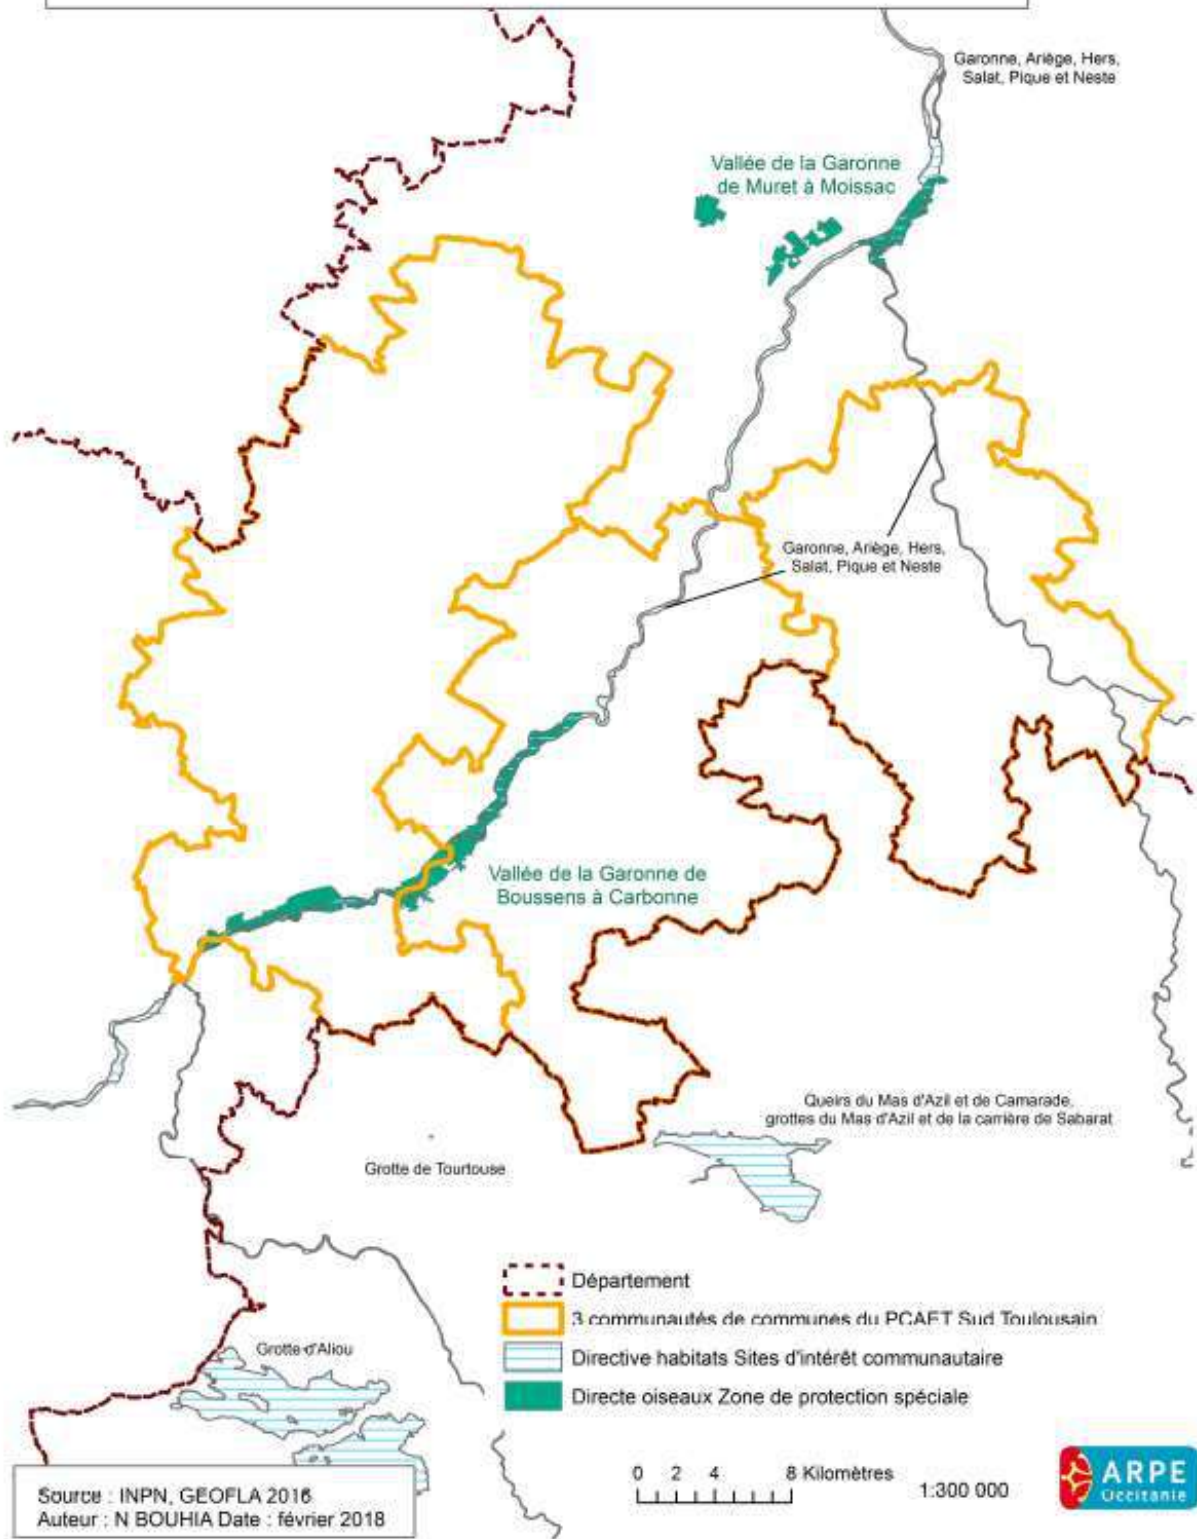 Garonne, Ariège, Hers,
Salat, Pique et Neste
Vallée de la Garonne
de Muret à Moissac
Garonne, Ariège, Hers,
Salat, Pique et Neste
Vallée de la Garonne de
Boussens à Carbonne
Queirs du Mas d'Azil et de Camarade,
grottes du Mas d'Azil et de la carrière de Sabarat
Grotte de Tourtouse
Grotte d'Aliou
Département
3 communautés de communes du PCAET Sud Toulousain
Directive habitats Sites d'intérêt communautaire
Directe oiseaux Zone de protection spéciale
0 2 4 8 Kilomètres
1:300 000
ARPE
Occitanie
Source : INPN, GEOFLA 2016
Auteur : N BOUHIA Date : février 2018